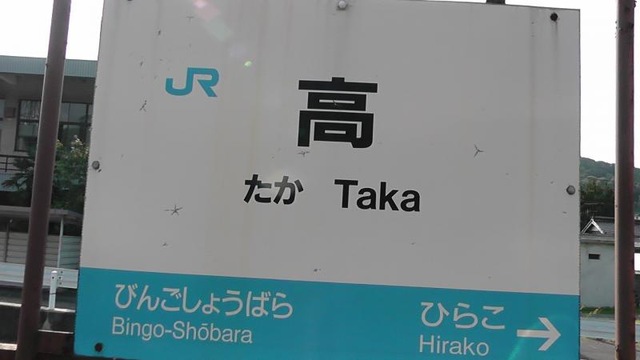 JR
高
たか Taka
びんごしょうばら ひらこ
Bingo-Shōbara Hirako →